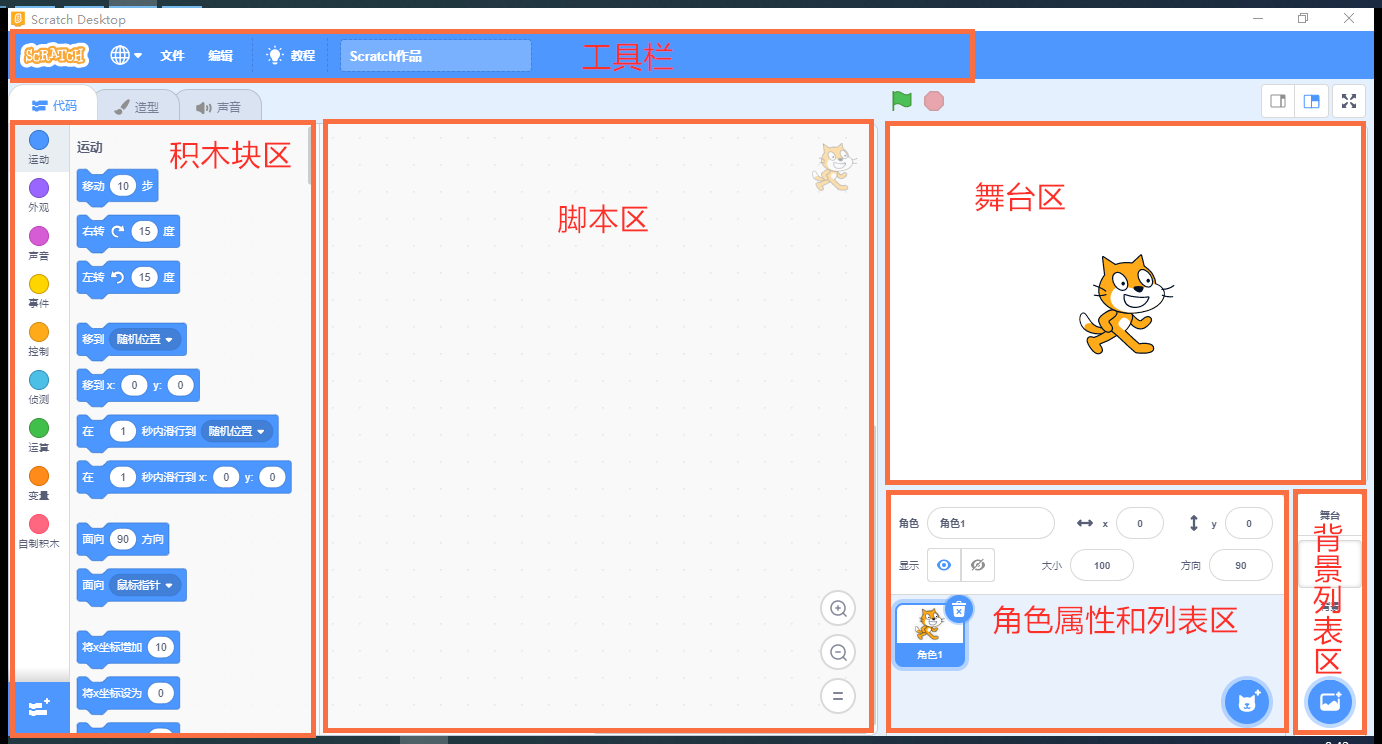 Scratch Desktop
SCRATCH 文件 编辑 教程 Scratch作品 工具栏
代码 造型 声音
运动
外观
声音
事件
控制
侦测
运算
变量
自制积木
运动
积木块区
移动 10 步
右转 15 度
左转 15 度
移到 随机位置
移到 x: 0 y: 0
在 1 秒内滑行到 随机位置
在 1 秒内滑行到 x: 0 y: 0
面向 90 方向
面向 鼠标指针
将x坐标增加 10
将x坐标设为 0
脚本区
=
舞台区
角色 角色1 x 0 y 0
显示 大小 100 方向 90
角色1
角色属性和列表区
舞台
背景列表区